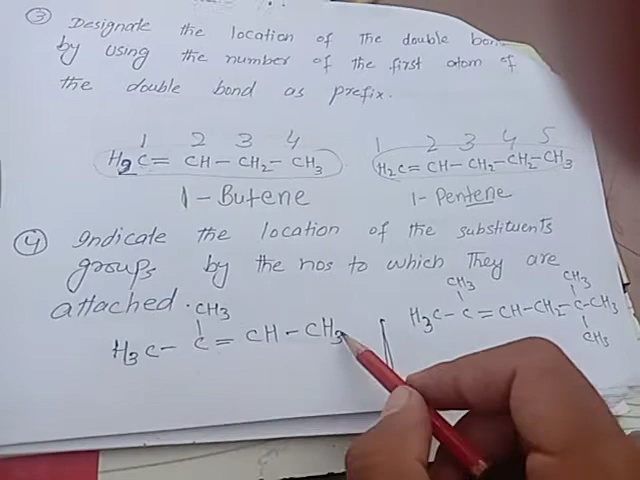 ③ Designate the location of the double bon
by using the number of the first atom of
the double bond as prefix.
1 2 3 4
H2C = CH - CH2 - CH3
1 - Butene
1 2 3 4 5
H2C = CH - CH2 - CH2 - CH3
1 - Pentene
④ Indicate the location of the substituents
groups by the nos to which They are
attached.
CH3
H3C - C = CH - CH3
CH3 CH3
H3C - C = CH - CH2 - C - CH3
CH3